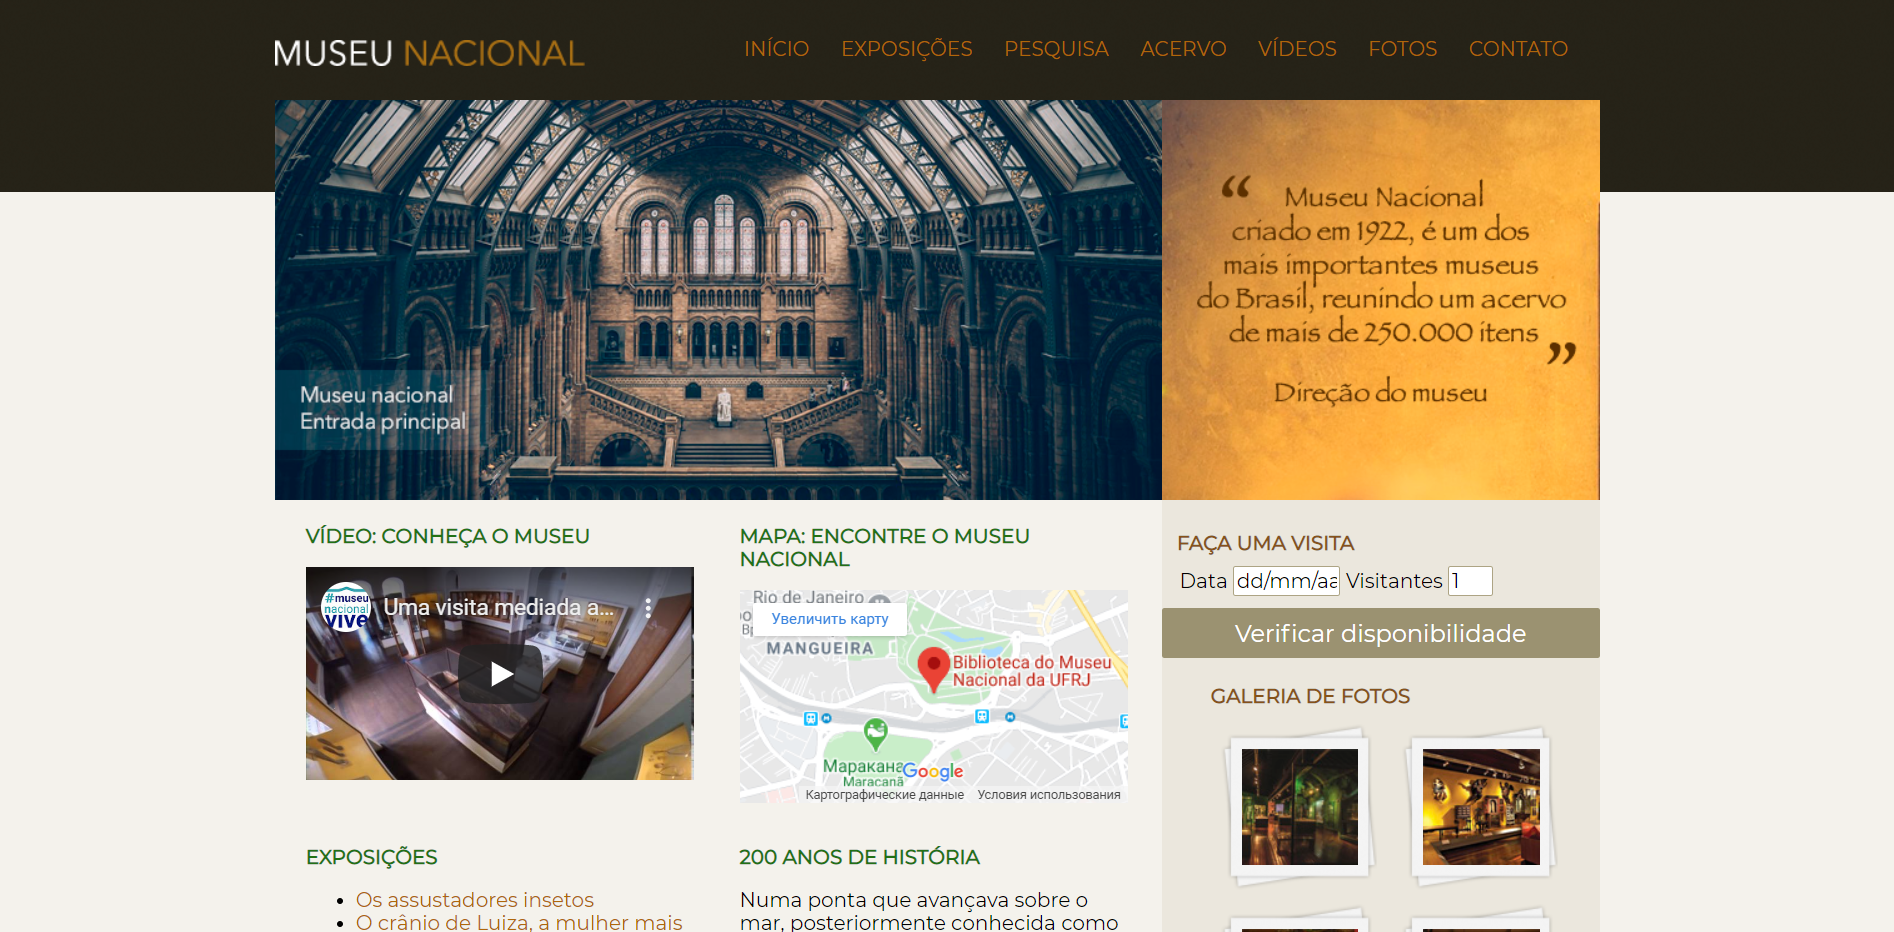 MUSEU NACIONAL
INÍCIO EXPOSIÇÕES PESQUISA ACERVO VÍDEOS FOTOS CONTATO
Museu nacional
Entrada principal
“ Museu Nacional
criado em 1922, é um dos
mais importantes museus
do Brasil, reunindo um acervo
de mais de 250.000 itens ”
Direção do museu
VÍDEO: CONHEÇA O MUSEU
#museu
nacional
vive
Uma visita mediada a...
MAPA: ENCONTRE O MUSEU
NACIONAL
Rio de Janeiro
Увеличить карту
MANGUEIRA
Biblioteca do Museu
Nacional da UFRJ
Маракана
Maracanã
Google
Картографические данные Условия использования
FAÇA UMA VISITA
Data dd/mm/aa Visitantes 1
Verificar disponibilidade
GALERIA DE FOTOS
EXPOSIÇÕES
Os assustadores insetos
O crânio de Luiza, a mulher mais
200 ANOS DE HISTÓRIA
Numa ponta que avançava sobre o
mar, posteriormente conhecida como